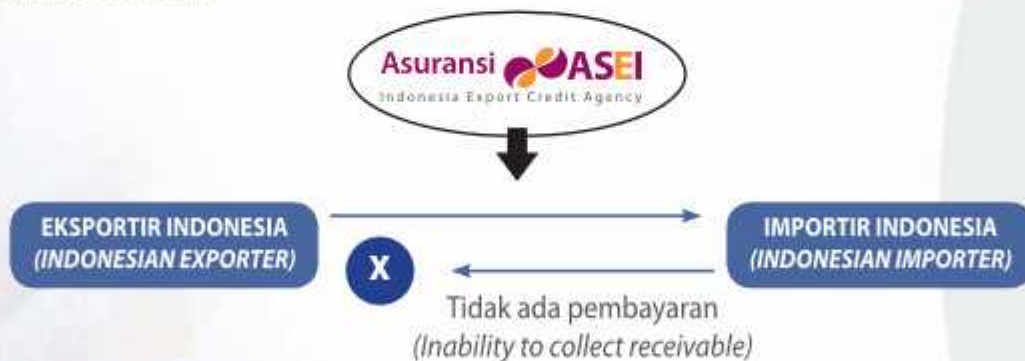 Asuransi ASEI
Indonesia Export Credit Agency
EKSPORTIR INDONESIA
(INDONESIAN EXPORTER)
IMPORTIR INDONESIA
(INDONESIAN IMPORTER)
X
Tidak ada pembayaran
(Inability to collect receivable)